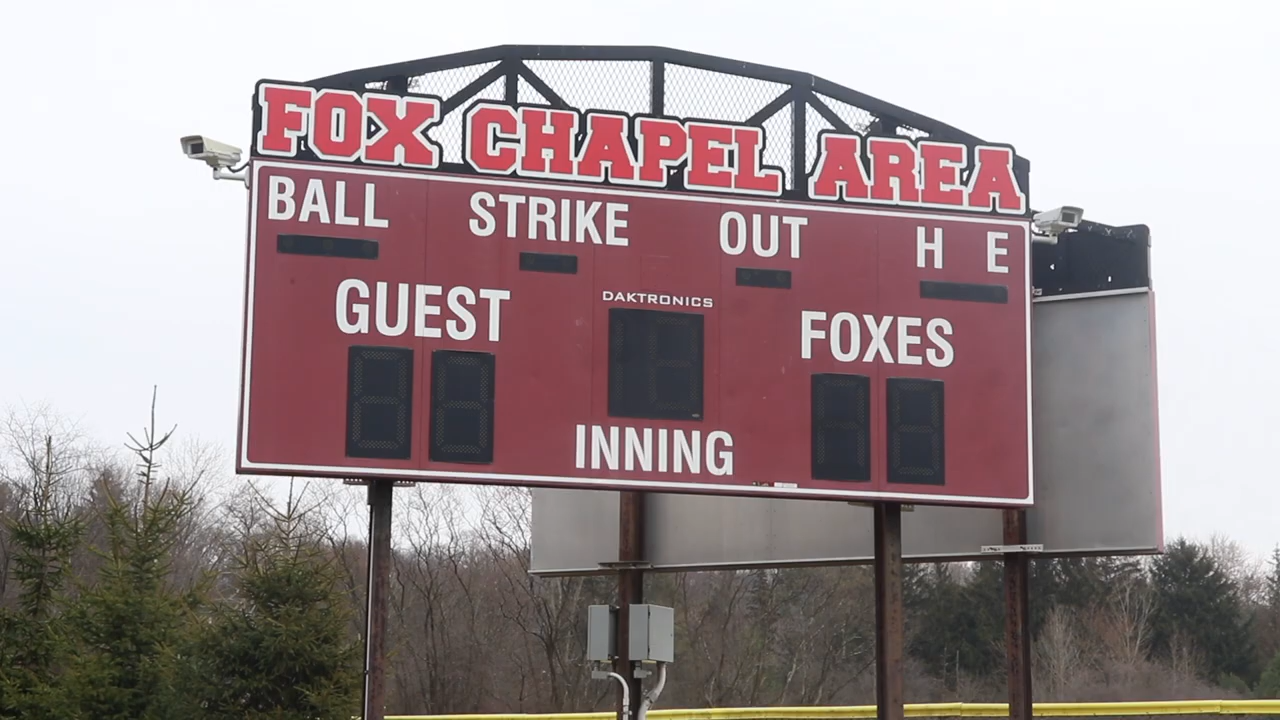 FOX CHAPEL AREA
BALL STRIKE OUT H E
GUEST DAKTRONICS FOXES
INNING